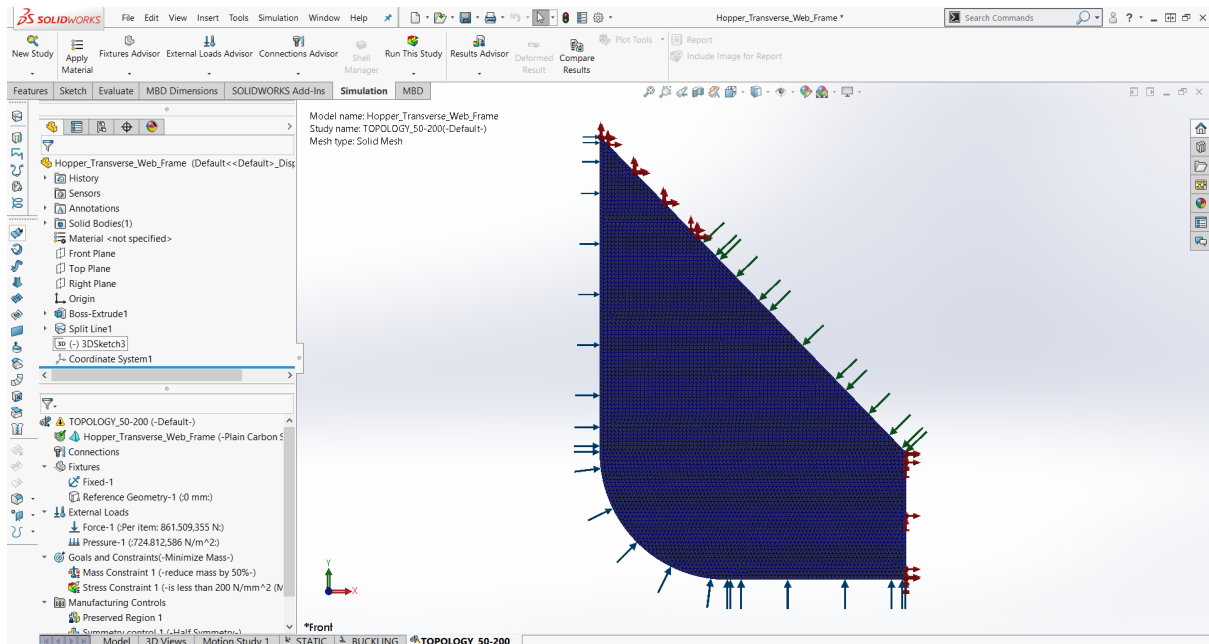 SOLIDWORKS File Edit View Insert Tools Simulation Window Help Hopper_Transverse_Web_Frame * Search Commands ?
New Study Apply Material Fixtures Advisor External Loads Advisor Connections Advisor Shell Manager Run This Study Results Advisor Deformed Result Compare Results Plot Tools Report
Include Image for Report
Features Sketch Evaluate MBD Dimensions SOLIDWORKS Add-Ins Simulation MBD
Model name: Hopper_Transverse_Web_Frame
Study name: TOPOLOGY_50-200(-Default-)
Mesh type: Solid Mesh
Hopper_Transverse_Web_Frame (Default<<Default>_Disp
History
Sensors
Annotations
Solid Bodies(1)
Material <not specified>
Front Plane
Top Plane
Right Plane
Origin
Boss-Extrude1
Split Line1
3D (-) 3DSketch3
Coordinate System1
TOPOLOGY_50-200 (-Default-)
Hopper_Transverse_Web_Frame (-Plain Carbon S
Connections
Fixtures
Fixed-1
Reference Geometry-1 (:0 mm:)
External Loads
Force-1 (:Per item: 861.509,355 N:)
Pressure-1 (:724.812,586 N/m^2:)
Goals and Constraints(-Minimize Mass-)
Mass Constraint 1 (-reduce mass by 50%-)
Stress Constraint 1 (-is less than 200 N/mm^2 (M
Manufacturing Controls
Preserved Region 1
Symmetry control 1 (-Half Symmetry-)
Y
X
*Front
Model 3D Views Motion Study 1 STATIC BUCKLING TOPOLOGY_50-200